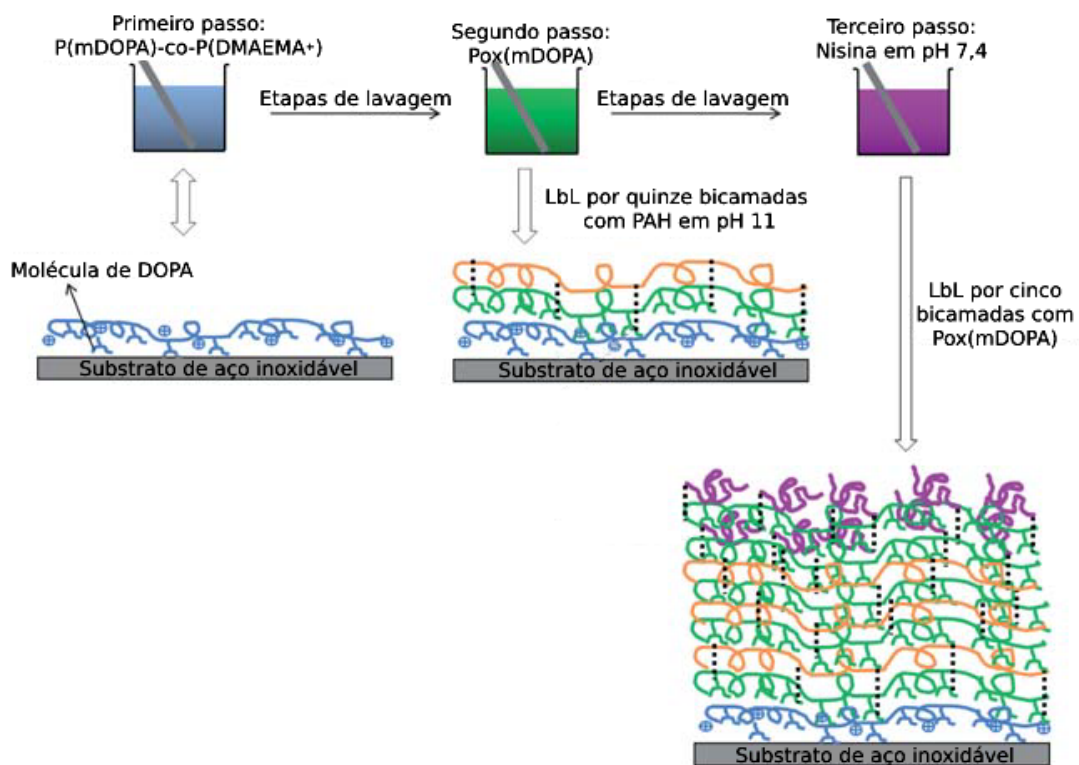 Primeiro passo:
P(mDOPA)-co-P(DMAEMA+)
Etapas de lavagem
Segundo passo:
Pox(mDOPA)
Etapas de lavagem
Terceiro passo:
Nisina em pH 7,4
LbL por quinze bicamadas
com PAH em pH 11
Molécula de DOPA
Substrato de aço inoxidável
Substrato de aço inoxidável
LbL por cinco
bicamadas com
Pox(mDOPA)
Substrato de aço inoxidável